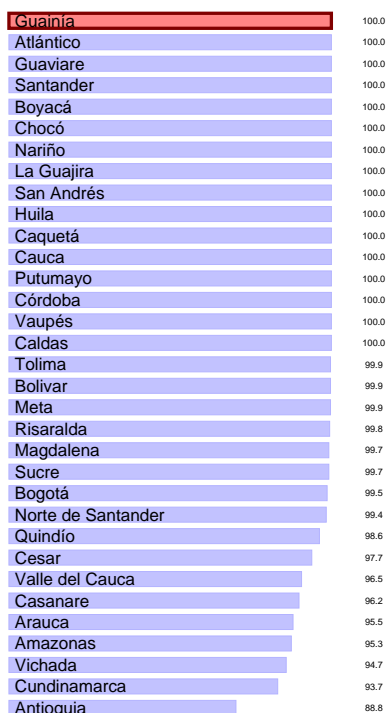 Guainía 100.0
Atlántico 100.0
Guaviare 100.0
Santander 100.0
Boyacá 100.0
Chocó 100.0
Nariño 100.0
La Guajira 100.0
San Andrés 100.0
Huila 100.0
Caquetá 100.0
Cauca 100.0
Putumayo 100.0
Córdoba 100.0
Vaupés 100.0
Caldas 100.0
Tolima 99.9
Bolivar 99.9
Meta 99.9
Risaralda 99.8
Magdalena 99.7
Sucre 99.7
Bogotá 99.5
Norte de Santander 99.4
Quindío 98.6
Cesar 97.7
Valle del Cauca 96.5
Casanare 96.2
Arauca 95.5
Amazonas 95.3
Vichada 94.7
Cundinamarca 93.7
Antioquia 88.8